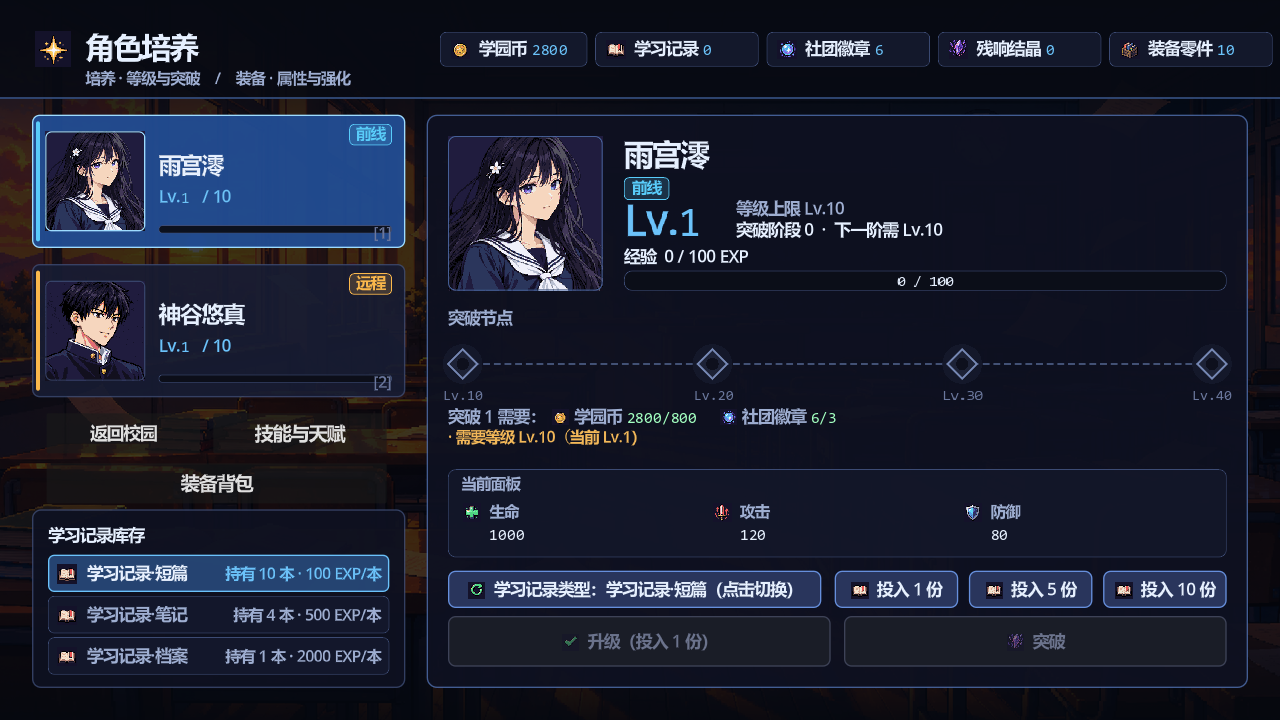 角色培养
培养 · 等级与突破 / 装备 · 属性与强化
学园币 2800
学习记录 0
社团徽章 6
残响结晶 0
装备零件 10
前线
雨宫澪
Lv.1 / 10
[1]
远程
神谷悠真
Lv.1 / 10
[2]
返回校园
技能与天赋
装备背包
学习记录库存
学习记录·短篇 持有 10 本 · 100 EXP/本
学习记录·笔记 持有 4 本 · 500 EXP/本
学习记录·档案 持有 1 本 · 2000 EXP/本
雨宫澪
前线
Lv.1
等级上限 Lv.10
突破阶段 0 · 下一阶需 Lv.10
经验 0 / 100 EXP
0 / 100
突破节点
Lv.10 Lv.20 Lv.30 Lv.40
突破 1 需要： 学园币 2800/800 社团徽章 6/3
· 需要等级 Lv.10（当前 Lv.1）
当前面板
生命 攻击 防御
1000 120 80
学习记录类型：学习记录·短篇（点击切换）
投入 1 份
投入 5 份
投入 10 份
升级（投入 1 份）
突破